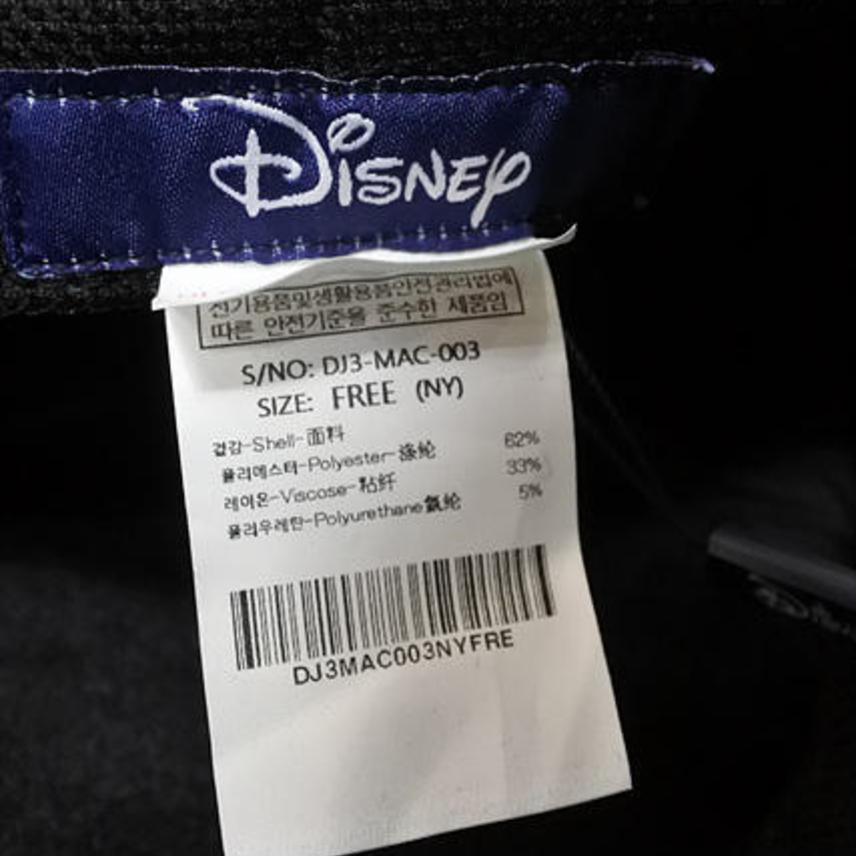 Disney
전기용품및생활용품안전관리법에
따른 안전기준을 준수한 제품임
S/NO: DJ3-MAC-003
SIZE: FREE (NY)
겉감-Shell-面料
폴리에스터-Polyester-涤纶 62%
레이온-Viscose-粘纤 33%
폴리우레탄-Polyurethane氨纶 5%
DJ3MAC003NYFRE